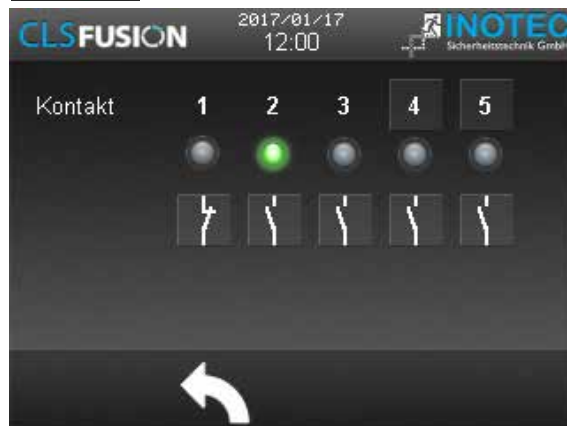 CLSFUSION
2017/01/17
12:00
INOTEC
Sicherheitstechnik GmbH
Kontakt 1 2 3 4 5